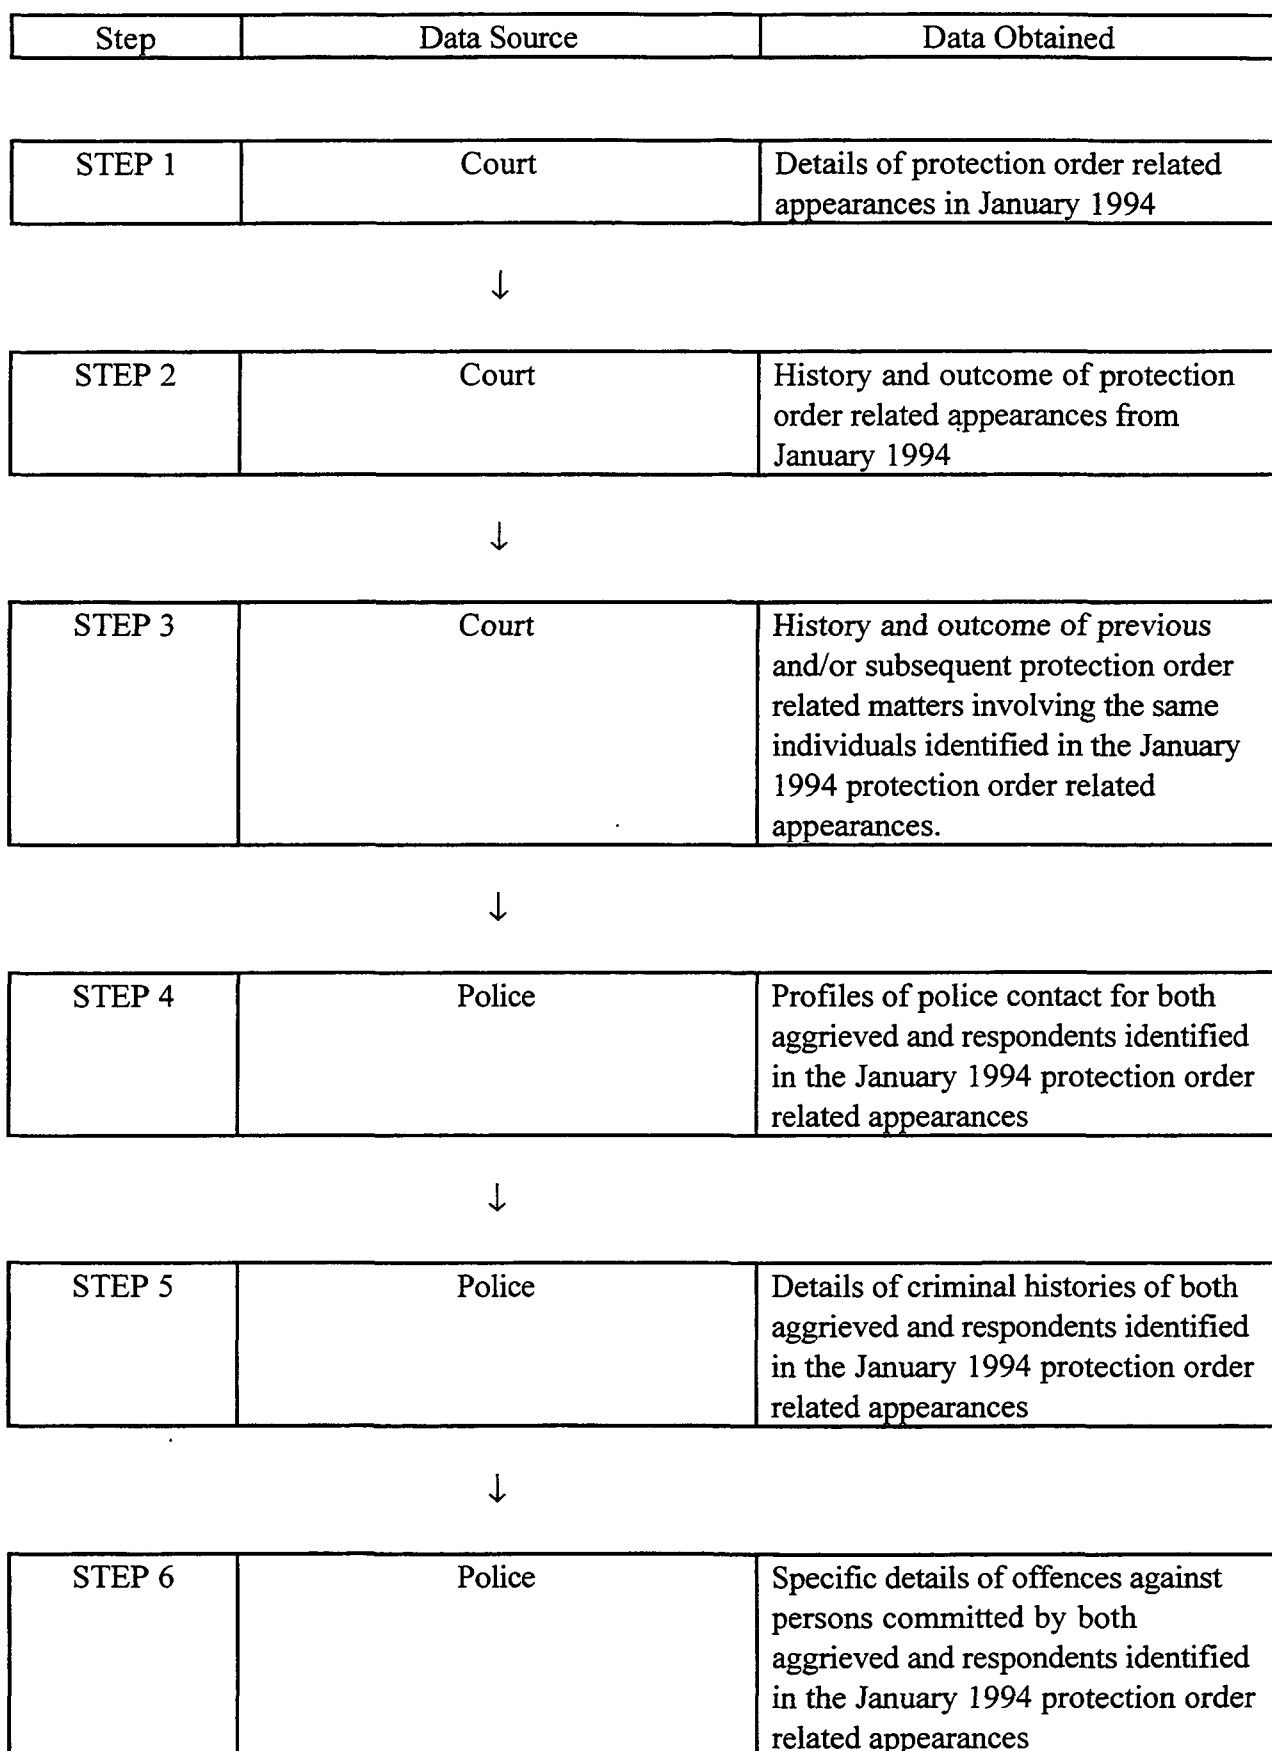 Step Data Source Data Obtained
STEP 1 Court Details of protection order related
appearances in January 1994
↓
STEP 2 Court History and outcome of protection
order related appearances from
January 1994
↓
STEP 3 Court History and outcome of previous
and/or subsequent protection order
related matters involving the same
individuals identified in the January
1994 protection order related
appearances.
↓
STEP 4 Police Profiles of police contact for both
aggrieved and respondents identified
in the January 1994 protection order
related appearances
↓
STEP 5 Police Details of criminal histories of both
aggrieved and respondents identified
in the January 1994 protection order
related appearances
↓
STEP 6 Police Specific details of offences against
persons committed by both
aggrieved and respondents identified
in the January 1994 protection order
related appearances